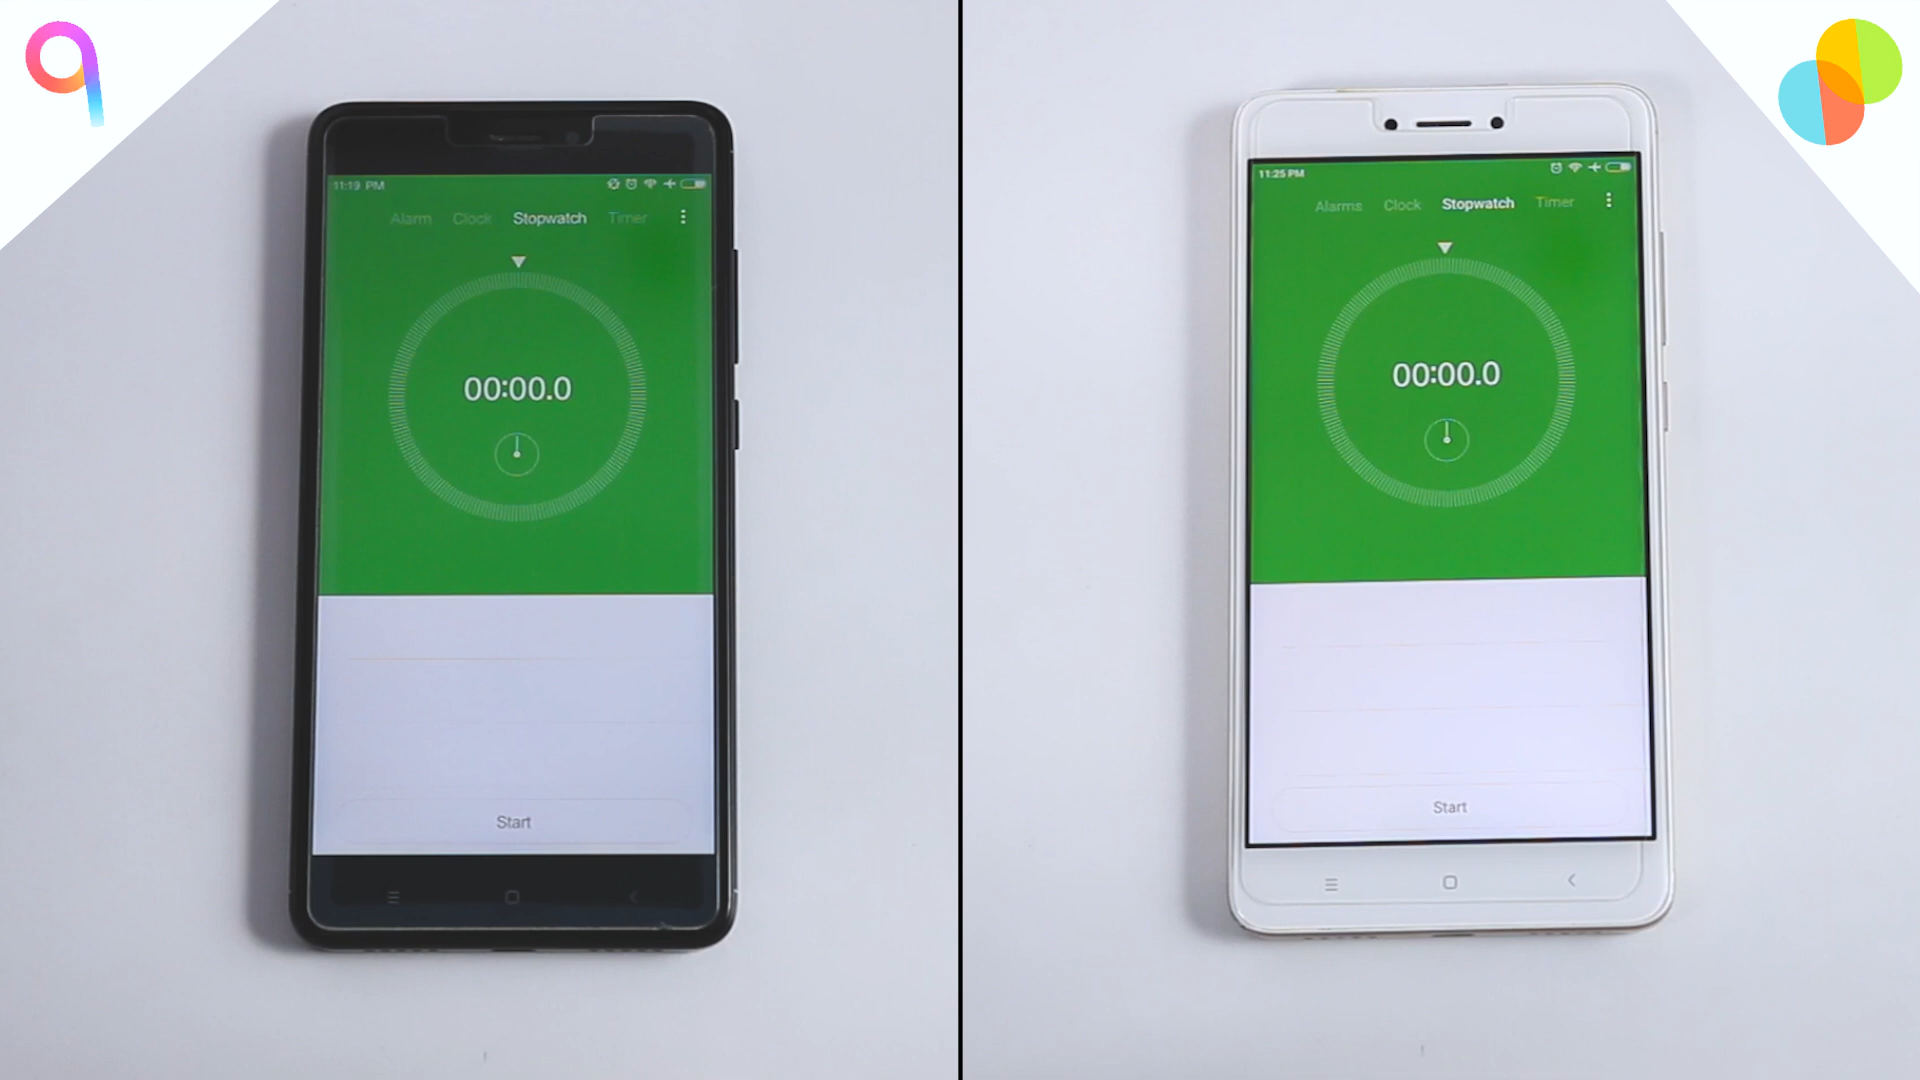 11:19 PM
Alarm Clock Stopwatch Timer
00:00.0
Start
11:25 PM
Alarms Clock Stopwatch Timer
00:00.0
Start